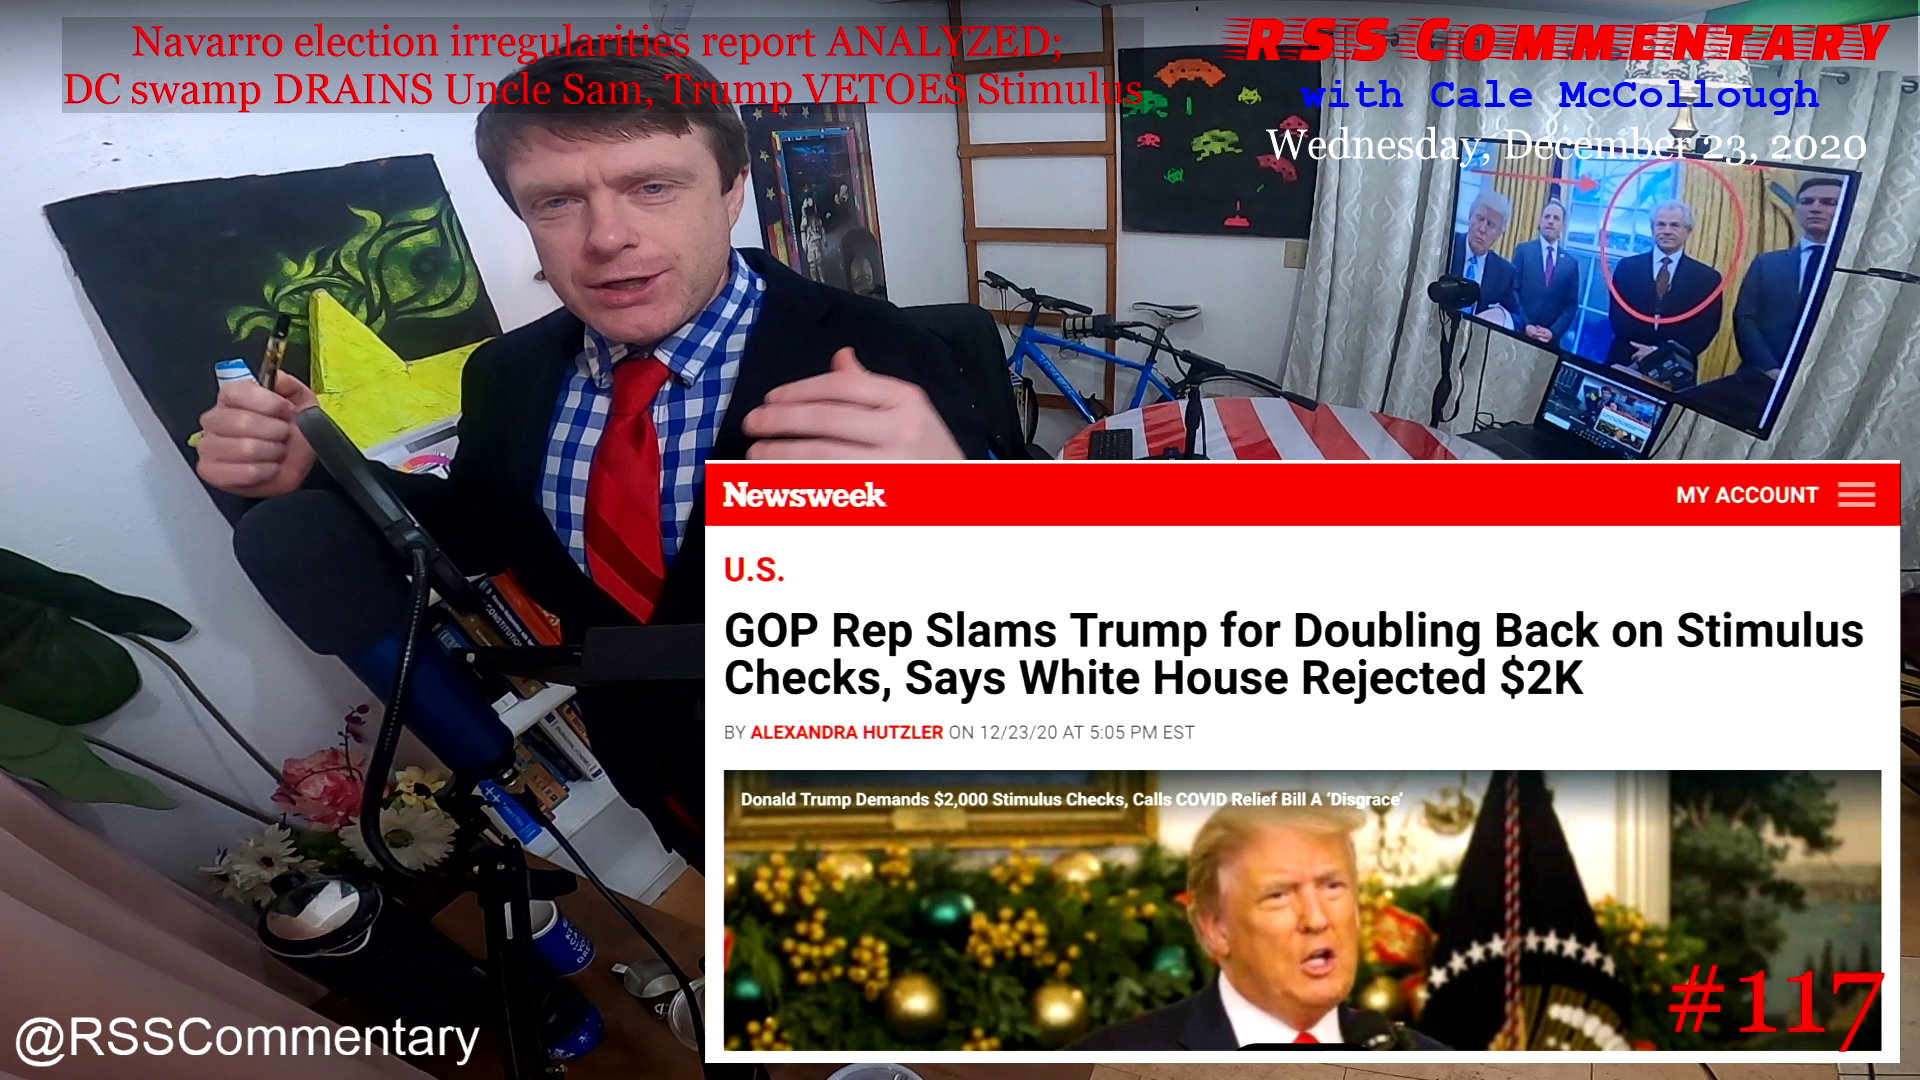 Navarro election irregularities report ANALYZED;
DC swamp DRAINS Uncle Sam, Trump VETOES Stimulus
RSS COMMENTARY
with Cale McCollough
Wednesday, December 23, 2020
Newsweek
MY ACCOUNT
U.S.
GOP Rep Slams Trump for Doubling Back on Stimulus
Checks, Says White House Rejected $2K
BY ALEXANDRA HUTZLER ON 12/23/20 AT 5:05 PM EST
Donald Trump Demands $2,000 Stimulus Checks, Calls COVID Relief Bill A 'Disgrace'
#117
@RSSCommentary